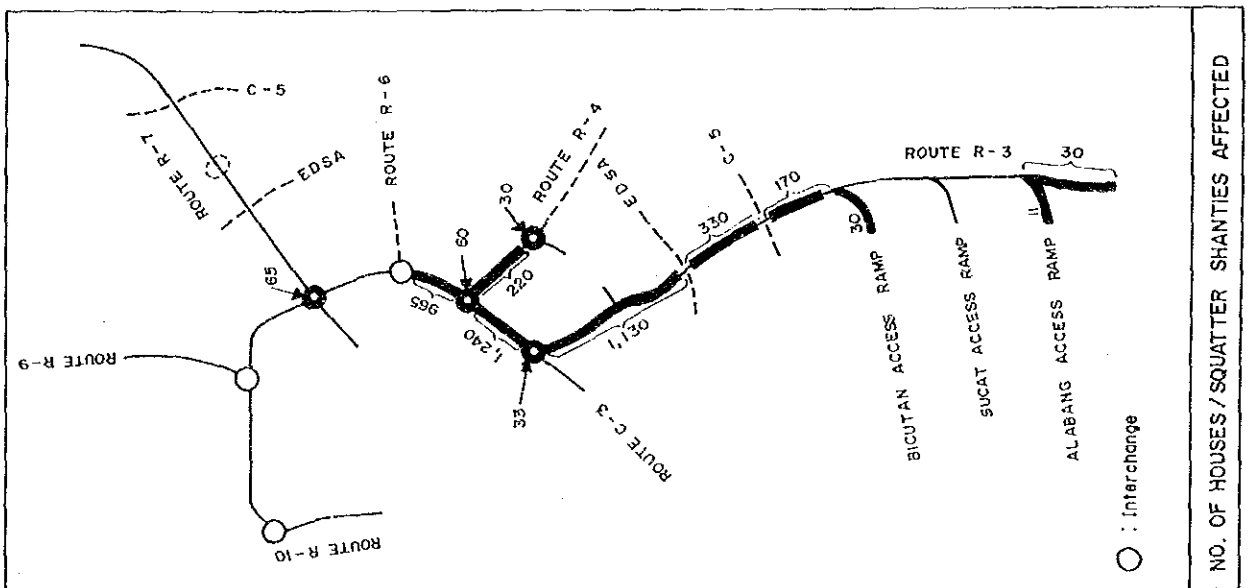 C-5
ROUTE R-7
EDSA
ROUTE R-6
ROUTE R-4
EDSA
C-5
ROUTE R-3
30
170
330
30
11
30
60
220
65
965
1,240
1,130
33
ROUTE R-9
ROUTE R-10
ROUTE C-3
BICUTAN ACCESS RAMP
SUCAT ACCESS RAMP
ALABANG ACCESS RAMP
○ : Interchange
NO. OF HOUSES/SQUATTER SHANTIES AFFECTED